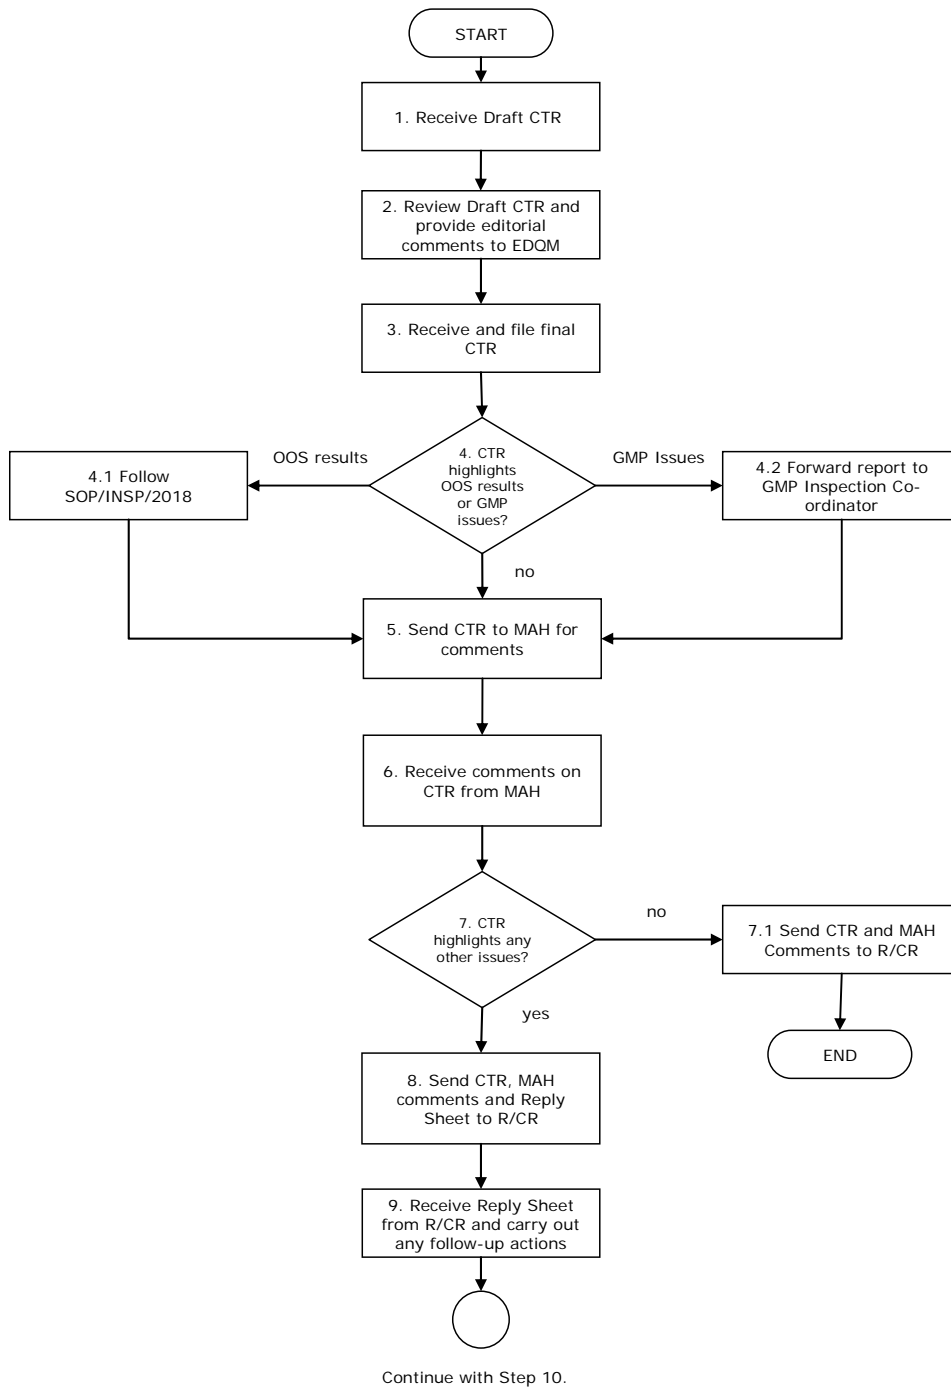 START
1. Receive Draft CTR
2. Review Draft CTR and
provide editorial
comments to EDQM
3. Receive and file final
CTR
4. CTR
highlights
OOS results
or GMP
issues?
OOS results
GMP Issues
4.1 Follow
SOP/INSP/2018
4.2 Forward report to
GMP Inspection Co-
ordinator
no
5. Send CTR to MAH for
comments
6. Receive comments on
CTR from MAH
7. CTR
highlights any
other issues?
no
7.1 Send CTR and MAH
Comments to R/CR
yes
END
8. Send CTR, MAH
comments and Reply
Sheet to R/CR
9. Receive Reply Sheet
from R/CR and carry out
any follow-up actions
Continue with Step 10.